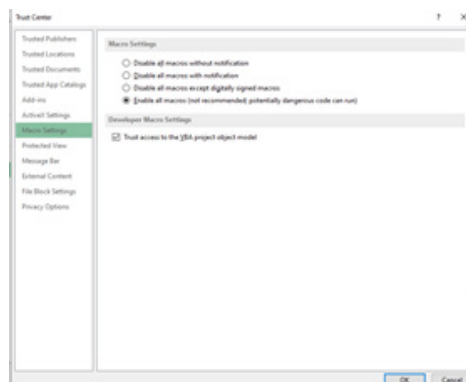 Trust Center
?
X
Trusted Publishers
Trusted Locations
Trusted Documents
Trusted App Catalogs
Add-ins
ActiveX Settings
Macro Settings
Protected View
Message Bar
External Content
File Block Settings
Privacy Options
Macro Settings
Disable all macros without notification
Disable all macros with notification
Disable all macros except digitally signed macros
Enable all macros (not recommended; potentially dangerous code can run)
Developer Macro Settings
Trust access to the VBA project object model
OK
Cancel